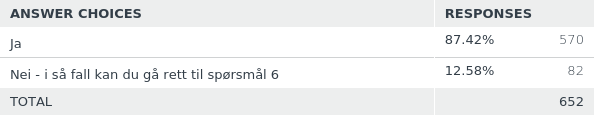 ANSWER CHOICES RESPONSES
Ja 87.42% 570
Nei - i så fall kan du gå rett til spørsmål 6 12.58% 82
TOTAL 652